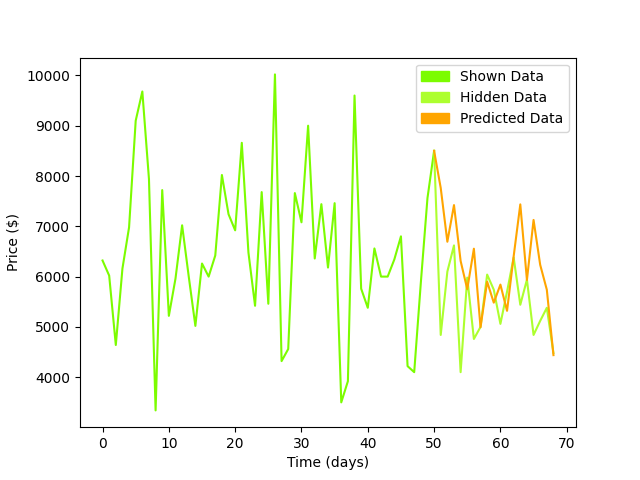 Shown Data
Hidden Data
Predicted Data
10000
9000
8000
7000
6000
5000
4000
Price ($)
0 10 20 30 40 50 60 70
Time (days)